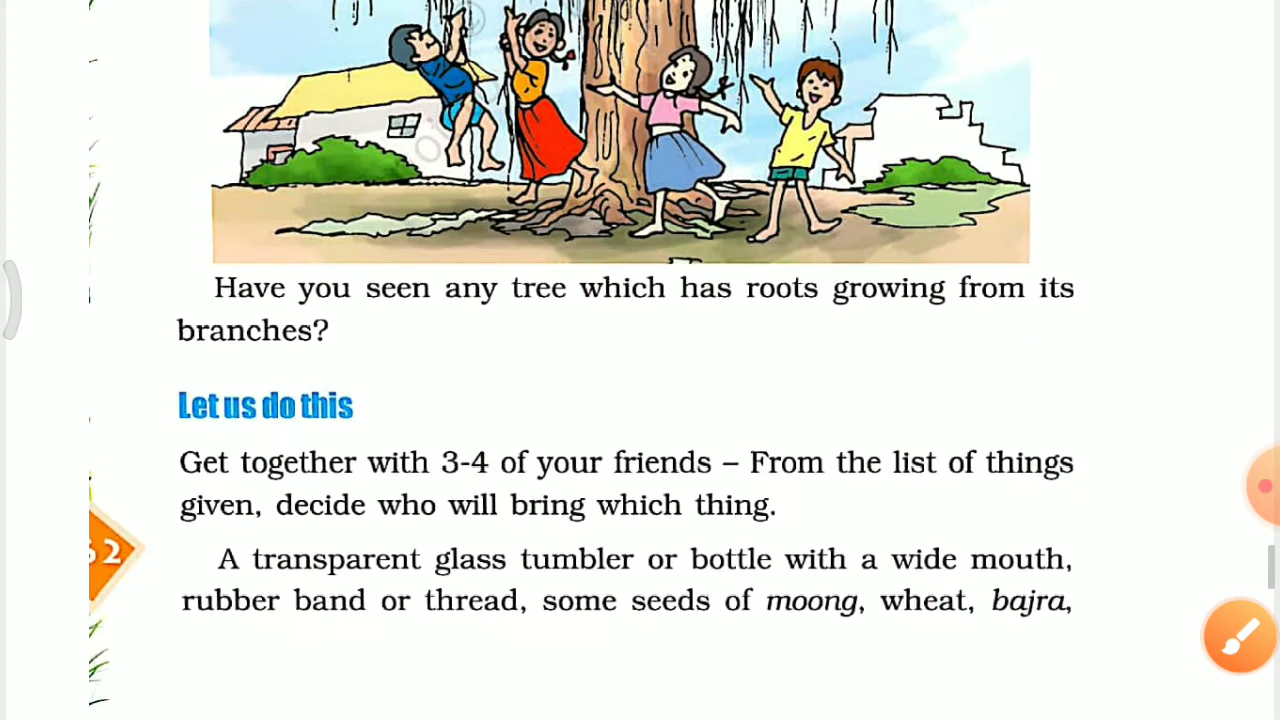 Have you seen any tree which has roots growing from its
branches?
Let us do this
Get together with 3-4 of your friends – From the list of things
given, decide who will bring which thing.
62
A transparent glass tumbler or bottle with a wide mouth,
rubber band or thread, some seeds of moong, wheat, bajra,